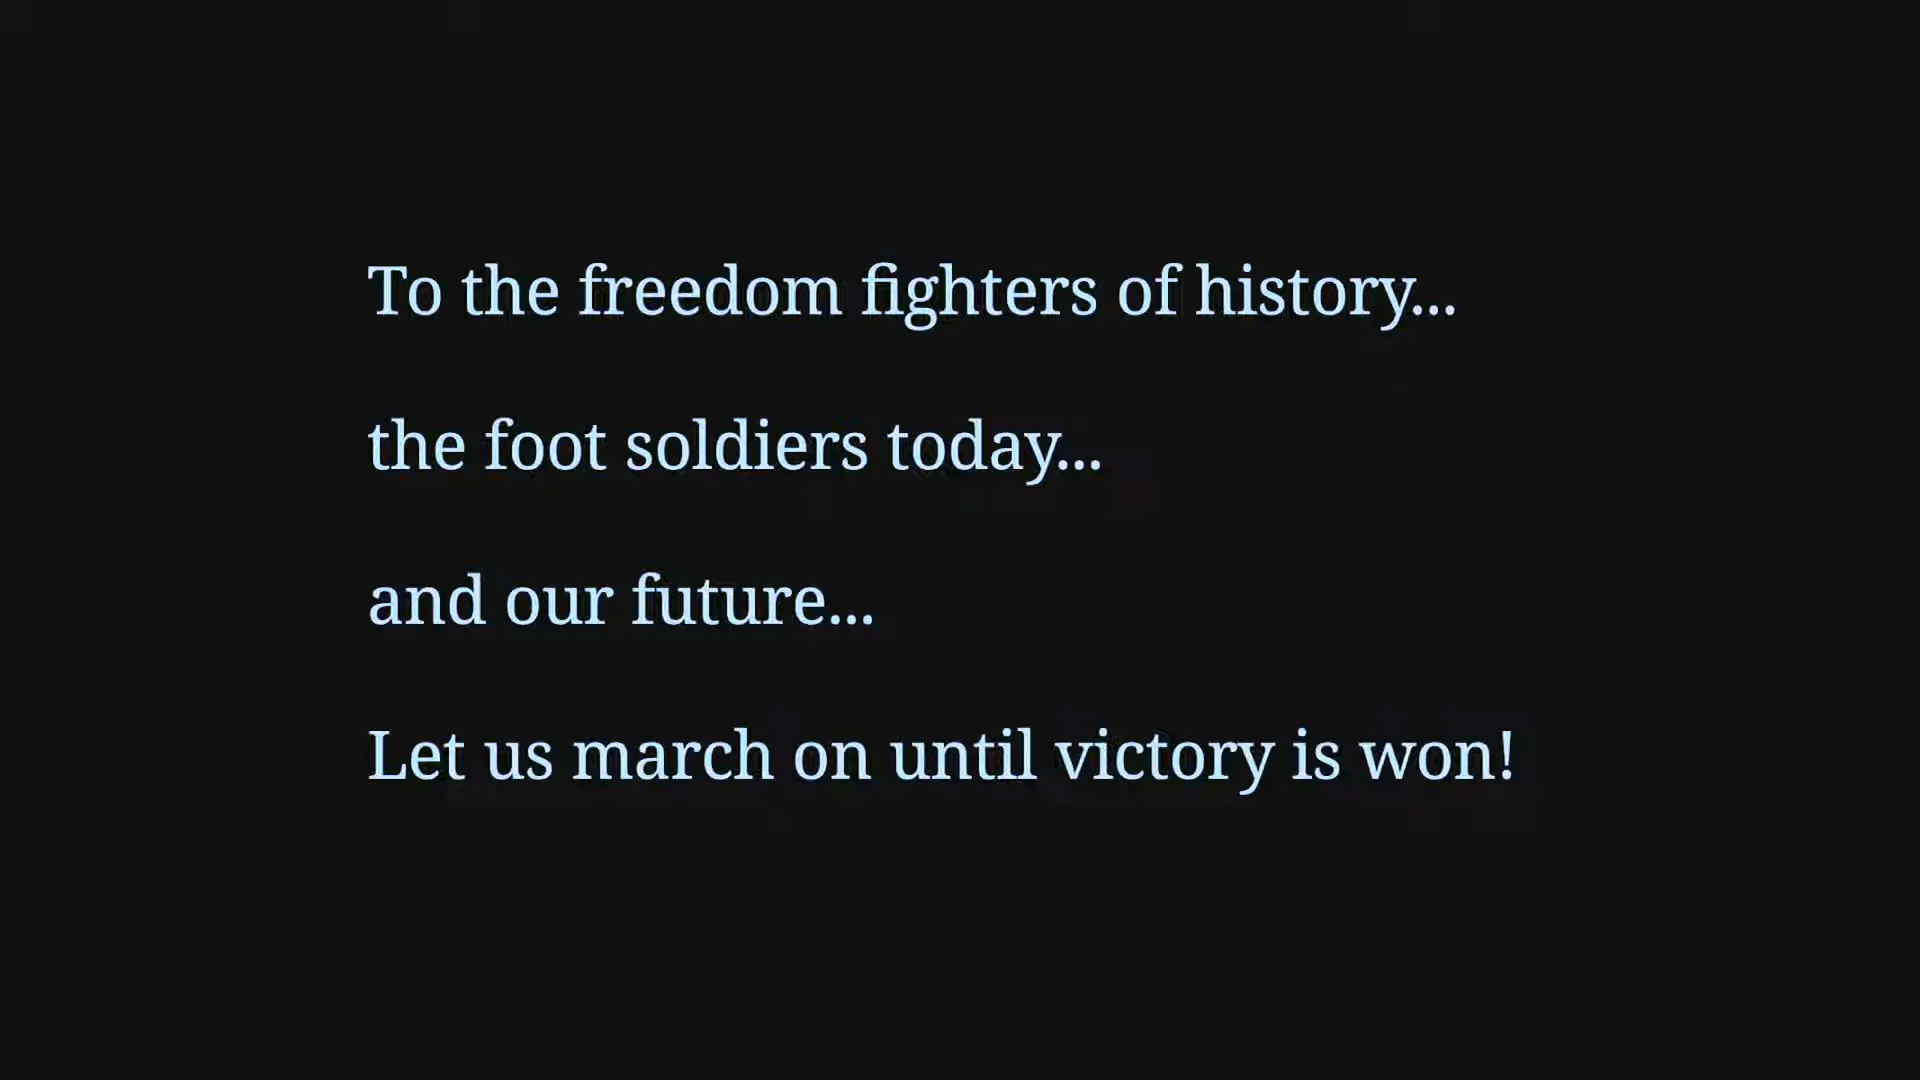 To the freedom fighters of history...
the foot soldiers today...
and our future...
Let us march on until victory is won!